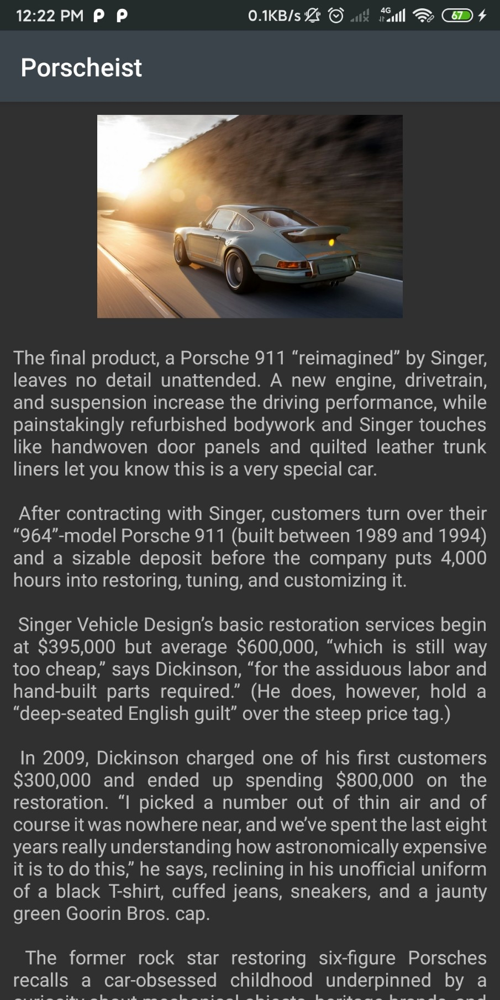 12:22 PM
0.1KB/s 4G 67
Porscheist
The final product, a Porsche 911 “reimagined” by Singer,
leaves no detail unattended. A new engine, drivetrain,
and suspension increase the driving performance, while
painstakingly refurbished bodywork and Singer touches
like handwoven door panels and quilted leather trunk
liners let you know this is a very special car.
After contracting with Singer, customers turn over their
“964”-model Porsche 911 (built between 1989 and 1994)
and a sizable deposit before the company puts 4,000
hours into restoring, tuning, and customizing it.
Singer Vehicle Design’s basic restoration services begin
at $395,000 but average $600,000, “which is still way
too cheap,” says Dickinson, “for the assiduous labor and
hand-built parts required.” (He does, however, hold a
“deep-seated English guilt” over the steep price tag.)
In 2009, Dickinson charged one of his first customers
$300,000 and ended up spending $800,000 on the
restoration. “I picked a number out of thin air and of
course it was nowhere near, and we’ve spent the last eight
years really understanding how astronomically expensive
it is to do this,” he says, reclining in his unofficial uniform
of a black T-shirt, cuffed jeans, sneakers, and a jaunty
green Goorin Bros. cap.
The former rock star restoring six-figure Porsches
recalls a car-obsessed childhood underpinned by a
curiosity about mechanical objects, heritage brands, and